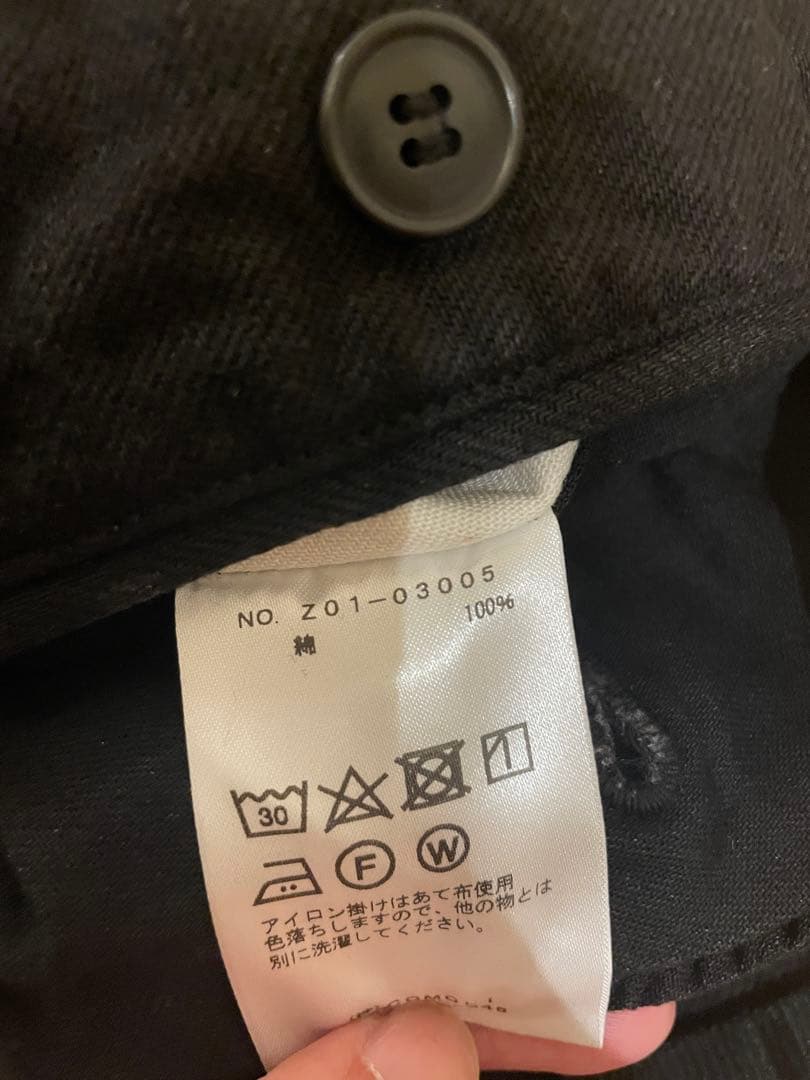 NO. Z01-03005
綿 100%
30
F W
アイロン掛けはあて布使用
色落ちしますので、他の物とは
別に洗濯してください。